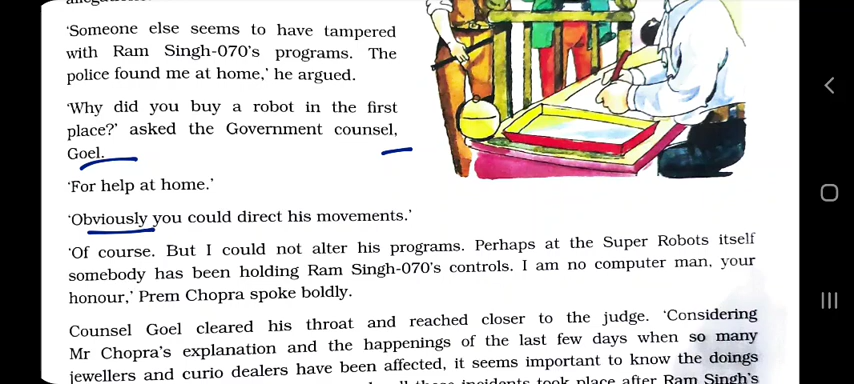 'Someone else seems to have tampered
with Ram Singh-070's programs. The
police found me at home,' he argued.
'Why did you buy a robot in the first
place?' asked the Government counsel,
Goel.
'For help at home.'
'Obviously you could direct his movements.'
'Of course. But I could not alter his programs. Perhaps at the Super Robots itself
somebody has been holding Ram Singh-070's controls. I am no computer man, your
honour,' Prem Chopra spoke boldly.
Counsel Goel cleared his throat and reached closer to the judge. 'Considering
Mr Chopra's explanation and the happenings of the last few days when so many
jewellers and curio dealers have been affected, it seems important to know the doings
incidents took place after Ram Singh's